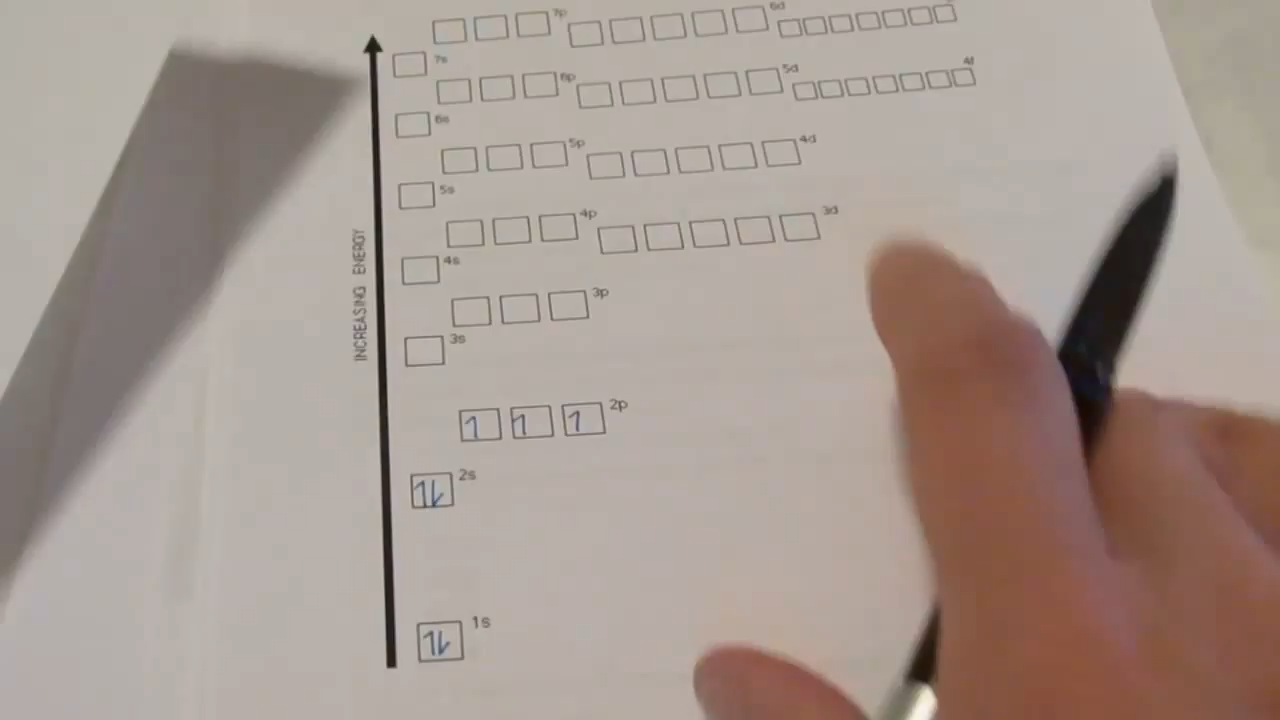 7p 6d
7s
6p 5d 4f
6s
5p 4d
5s
4p 3d
4s
3p
3s
2p
2s
1s
INCREASING ENERGY